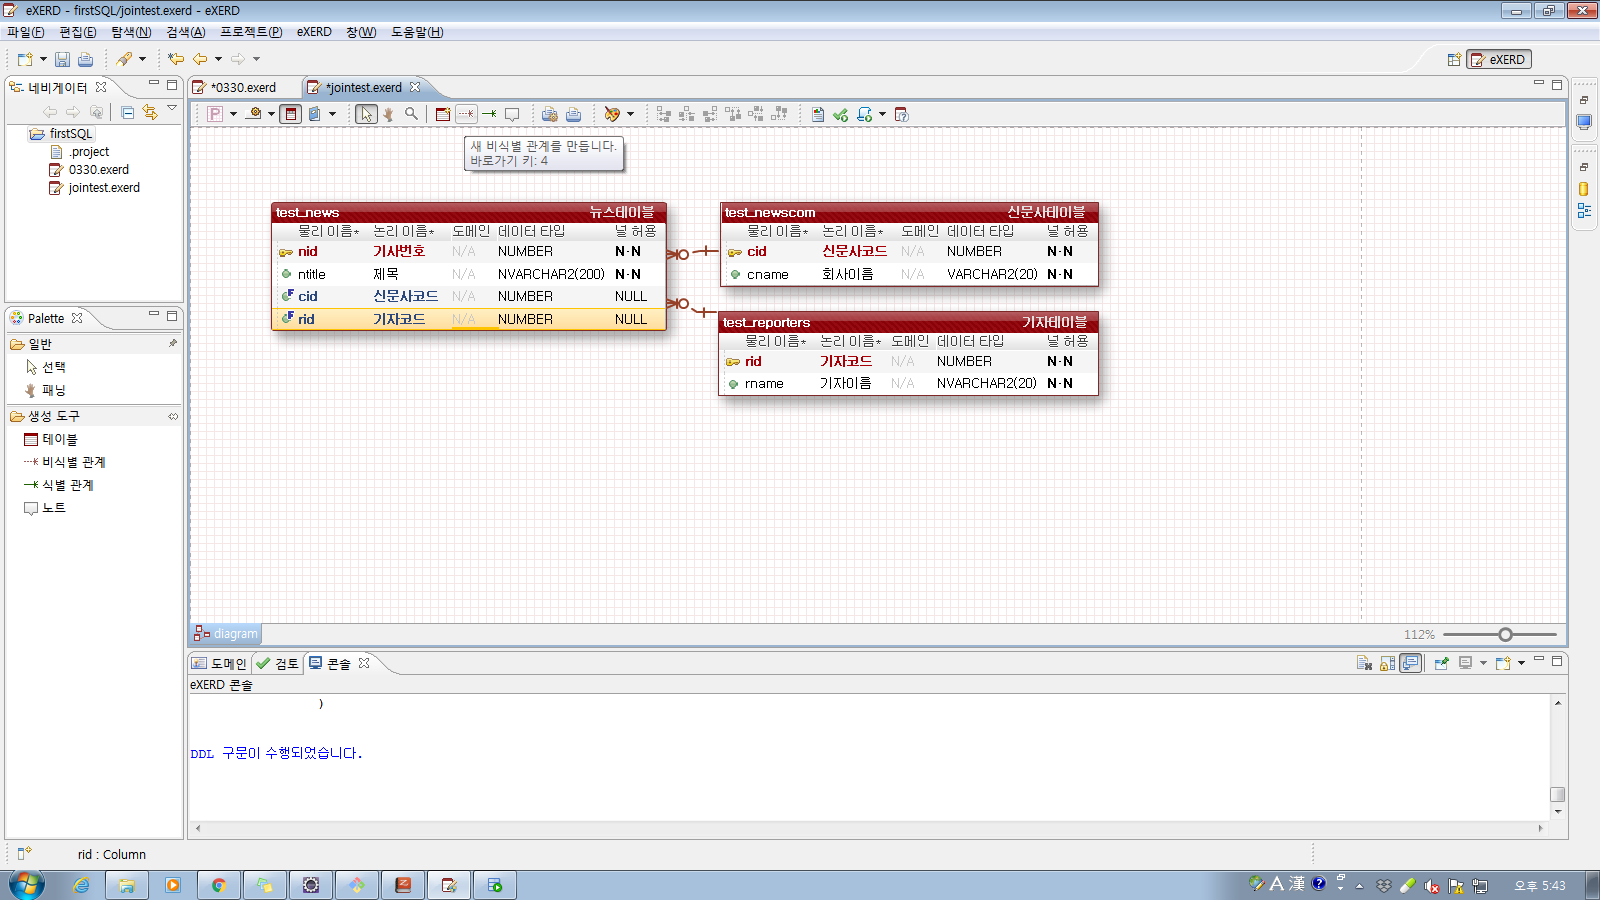 eXERD - firstSQL/jointest.exerd - eXERD
파일(F) 편집(E) 탐색(N) 검색(A) 프로젝트(P) eXERD 창(W) 도움말(H)
eXERD
네비게이터
firstSQL
.project
0330.exerd
jointest.exerd
*0330.exerd *jointest.exerd
새 비식별 관계를 만듭니다.
바로가기 키: 4
test_news 뉴스테이블
물리 이름* 논리 이름* 도메인 데이터 타입 널 허용
nid 기사번호 N/A NUMBER N·N
ntitle 제목 N/A NVARCHAR2(200) N·N
cid 신문사코드 N/A NUMBER NULL
rid 기자코드 N/A NUMBER NULL
test_newscom 신문사테이블
물리 이름* 논리 이름* 도메인 데이터 타입 널 허용
cid 신문사코드 N/A NUMBER N·N
cname 회사이름 N/A VARCHAR2(20) N·N
test_reporters 기자테이블
물리 이름* 논리 이름* 도메인 데이터 타입 널 허용
rid 기자코드 N/A NUMBER N·N
rname 기자이름 N/A NVARCHAR2(20) N·N
Palette
일반
선택
패닝
생성 도구
테이블
비식별 관계
식별 관계
노트
diagram
112%
도메인 검토 콘솔
eXERD 콘솔
)
DDL 구문이 수행되었습니다.
rid : Column
A 漢
오후 5:43